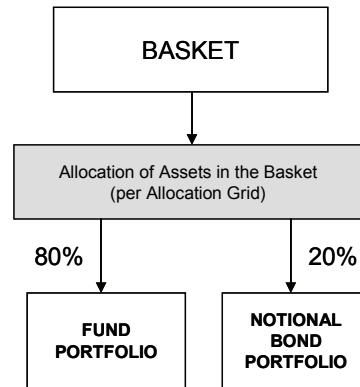 BASKET
Allocation of Assets in the Basket
(per Allocation Grid)
80%
20%
FUND
PORTFOLIO
NOTIONAL
BOND
PORTFOLIO